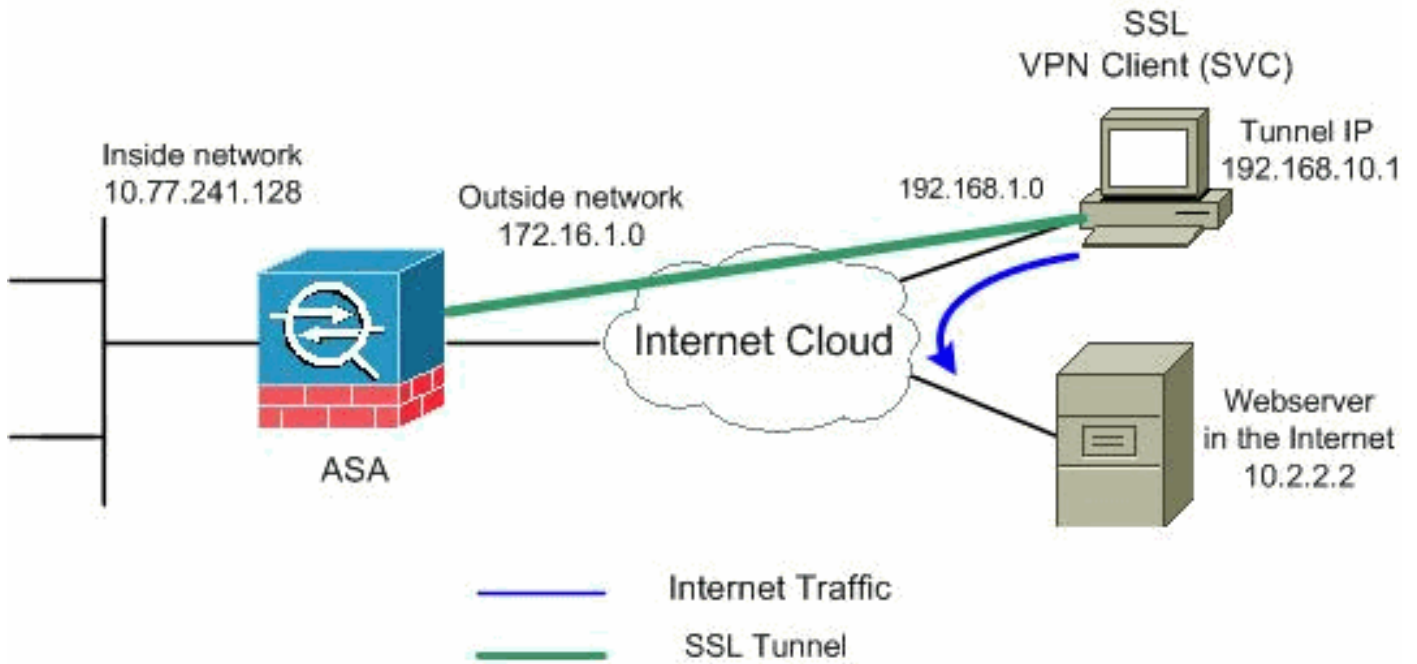 SSL
VPN Client (SVC)
Tunnel IP
192.168.10.1
Inside network
10.77.241.128
Outside network
172.16.1.0
192.168.1.0
Internet Cloud
ASA
Webserver
in the Internet
10.2.2.2
Internet Traffic
SSL Tunnel